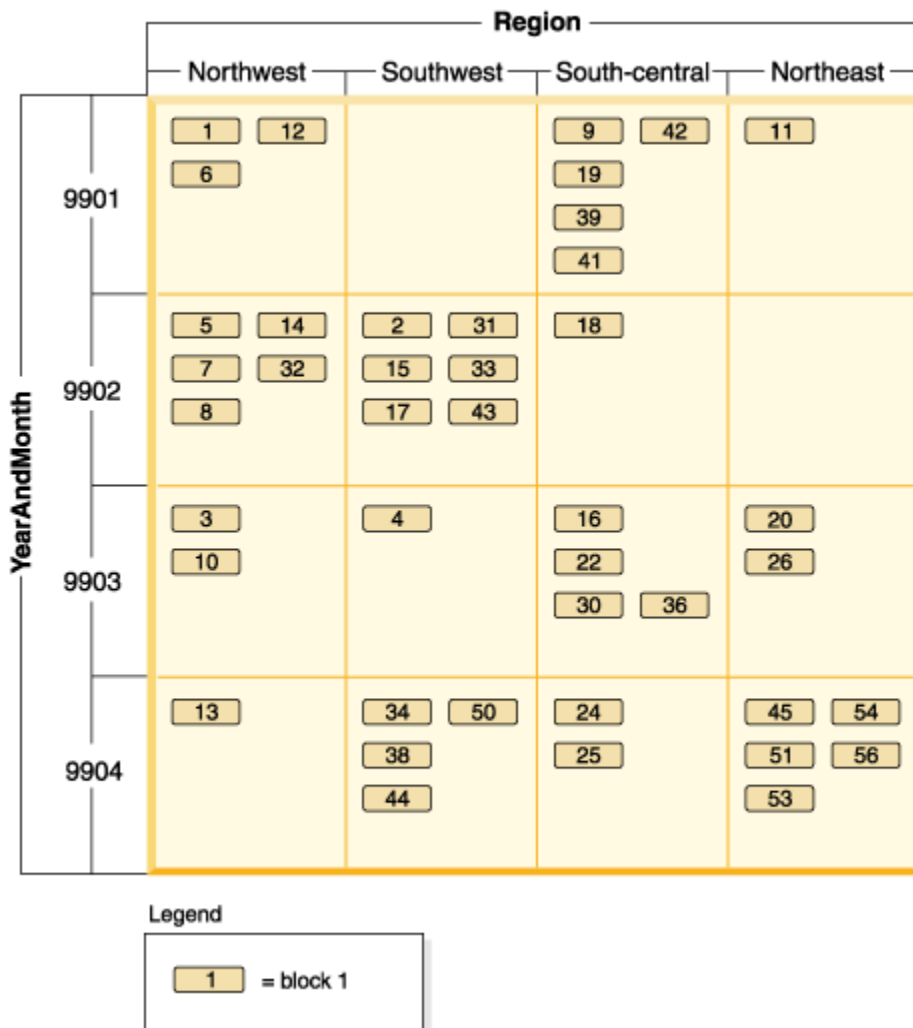 Region
Northwest Southwest South-central Northeast
YearAndMonth
9901
1 12 9 42 11
6 19
39
41
9902
5 14 2 31 18
7 32 15 33
8 17 43
9903
3 4 16 20
10 22 26
30 36
9904
13 34 50 24 45 54
38 25 51 56
44 53
Legend
1 = block 1